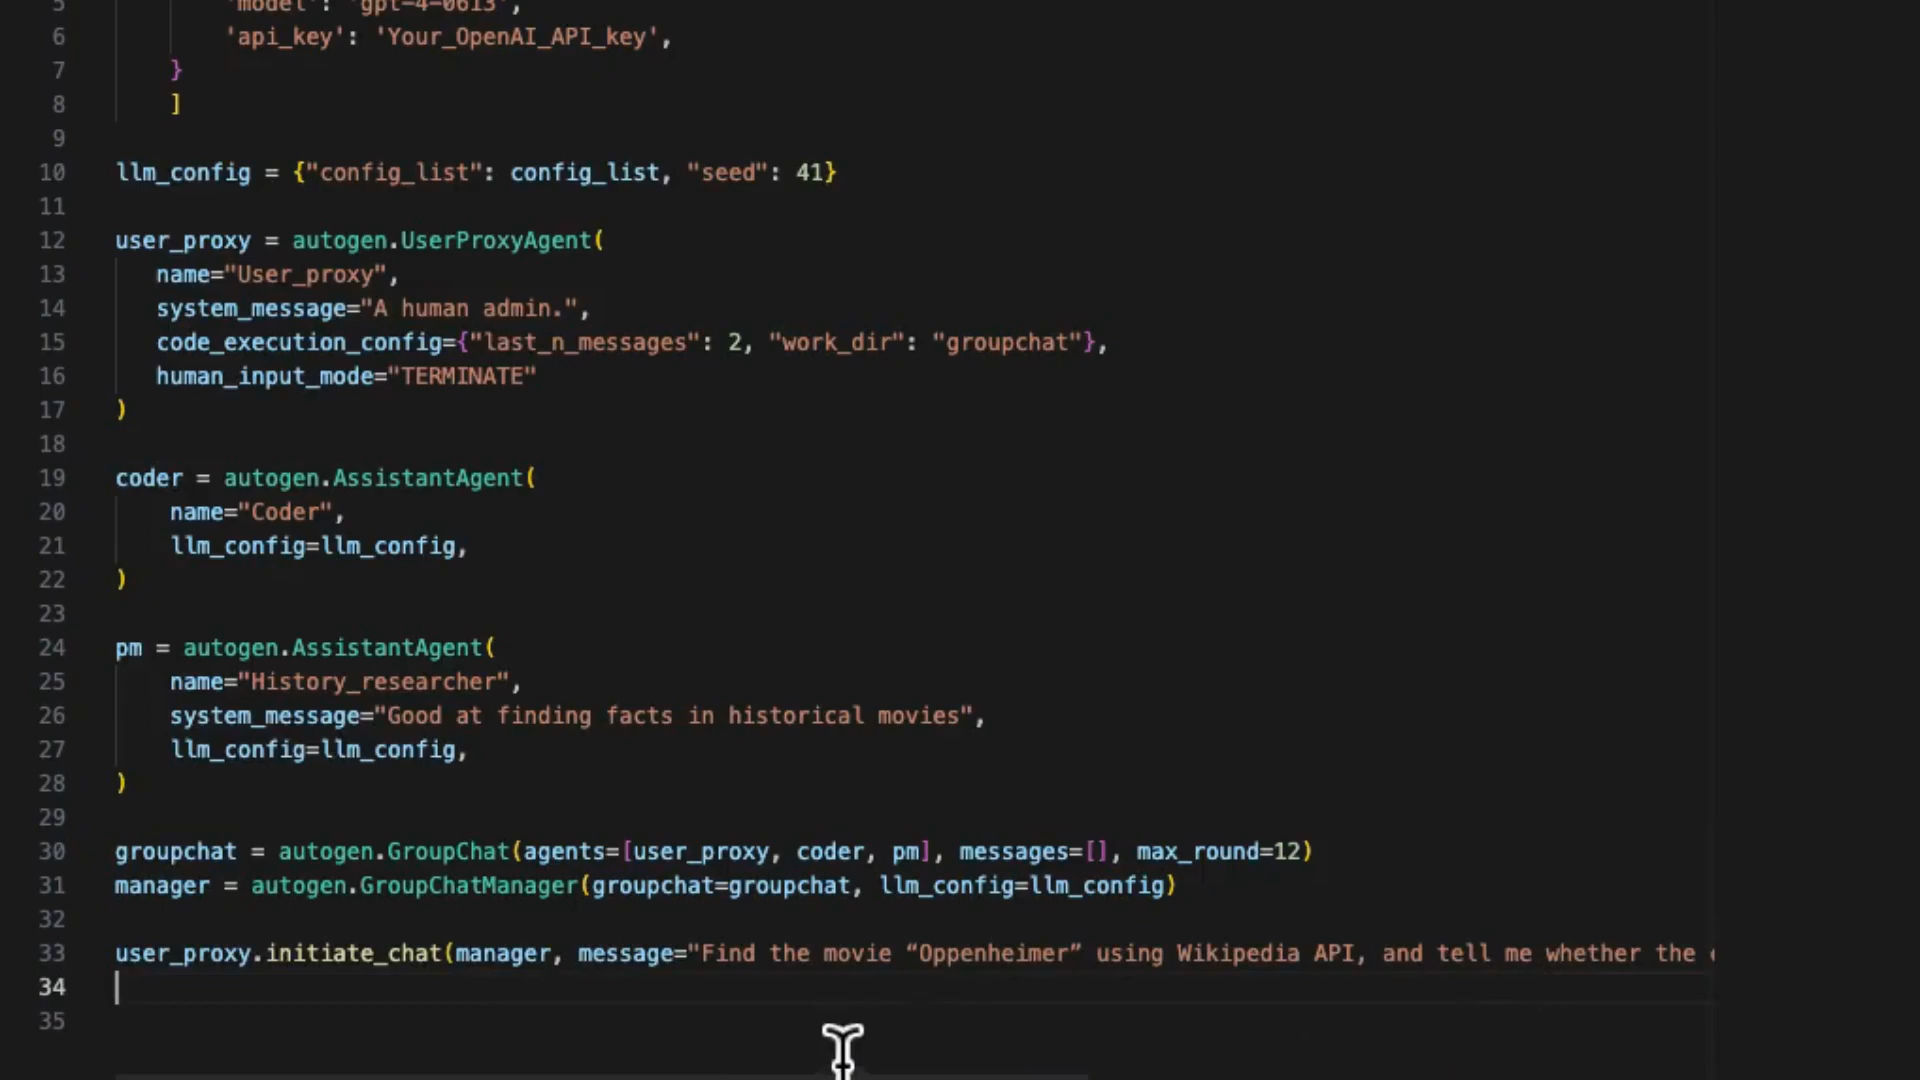 5 'model': 'gpt-4-0613',
6 'api_key': 'Your_OpenAI_API_key',
7 }
8 ]
9
10 llm_config = {"config_list": config_list, "seed": 41}
11
12 user_proxy = autogen.UserProxyAgent(
13 name="User_proxy",
14 system_message="A human admin.",
15 code_execution_config={"last_n_messages": 2, "work_dir": "groupchat"},
16 human_input_mode="TERMINATE"
17 )
18
19 coder = autogen.AssistantAgent(
20 name="Coder",
21 llm_config=llm_config,
22 )
23
24 pm = autogen.AssistantAgent(
25 name="History_researcher",
26 system_message="Good at finding facts in historical movies",
27 llm_config=llm_config,
28 )
29
30 groupchat = autogen.GroupChat(agents=[user_proxy, coder, pm], messages=[], max_round=12)
31 manager = autogen.GroupChatManager(groupchat=groupchat, llm_config=llm_config)
32
33 user_proxy.initiate_chat(manager, message="Find the movie “Oppenheimer” using Wikipedia API, and tell me whether the
34
35